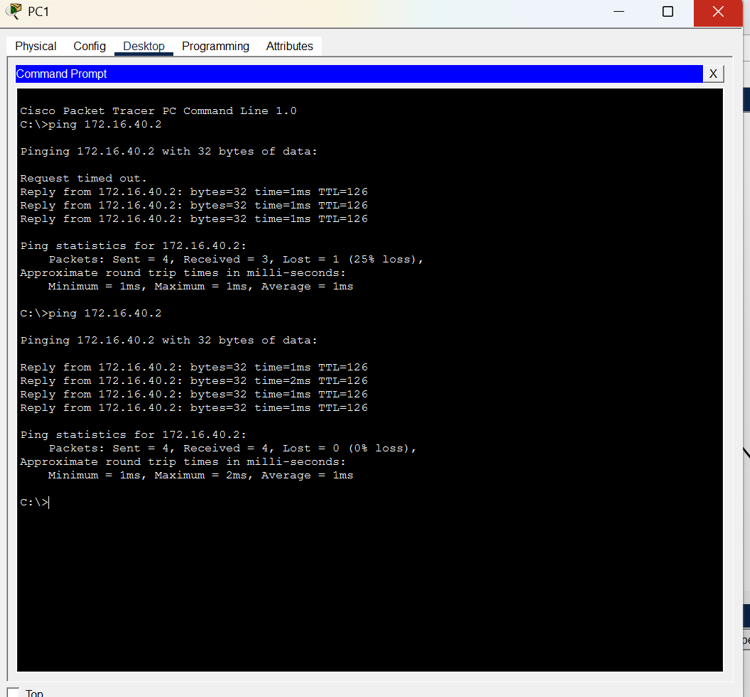 PC1
Physical Config Desktop Programming Attributes
Command Prompt X
Cisco Packet Tracer PC Command Line 1.0
C:\>ping 172.16.40.2
Pinging 172.16.40.2 with 32 bytes of data:
Request timed out.
Reply from 172.16.40.2: bytes=32 time=1ms TTL=126
Reply from 172.16.40.2: bytes=32 time=1ms TTL=126
Reply from 172.16.40.2: bytes=32 time=1ms TTL=126
Ping statistics for 172.16.40.2:
Packets: Sent = 4, Received = 3, Lost = 1 (25% loss),
Approximate round trip times in milli-seconds:
Minimum = 1ms, Maximum = 1ms, Average = 1ms
C:\>ping 172.16.40.2
Pinging 172.16.40.2 with 32 bytes of data:
Reply from 172.16.40.2: bytes=32 time=1ms TTL=126
Reply from 172.16.40.2: bytes=32 time=2ms TTL=126
Reply from 172.16.40.2: bytes=32 time=1ms TTL=126
Reply from 172.16.40.2: bytes=32 time=1ms TTL=126
Ping statistics for 172.16.40.2:
Packets: Sent = 4, Received = 4, Lost = 0 (0% loss),
Approximate round trip times in milli-seconds:
Minimum = 1ms, Maximum = 2ms, Average = 1ms
C:\>
Top